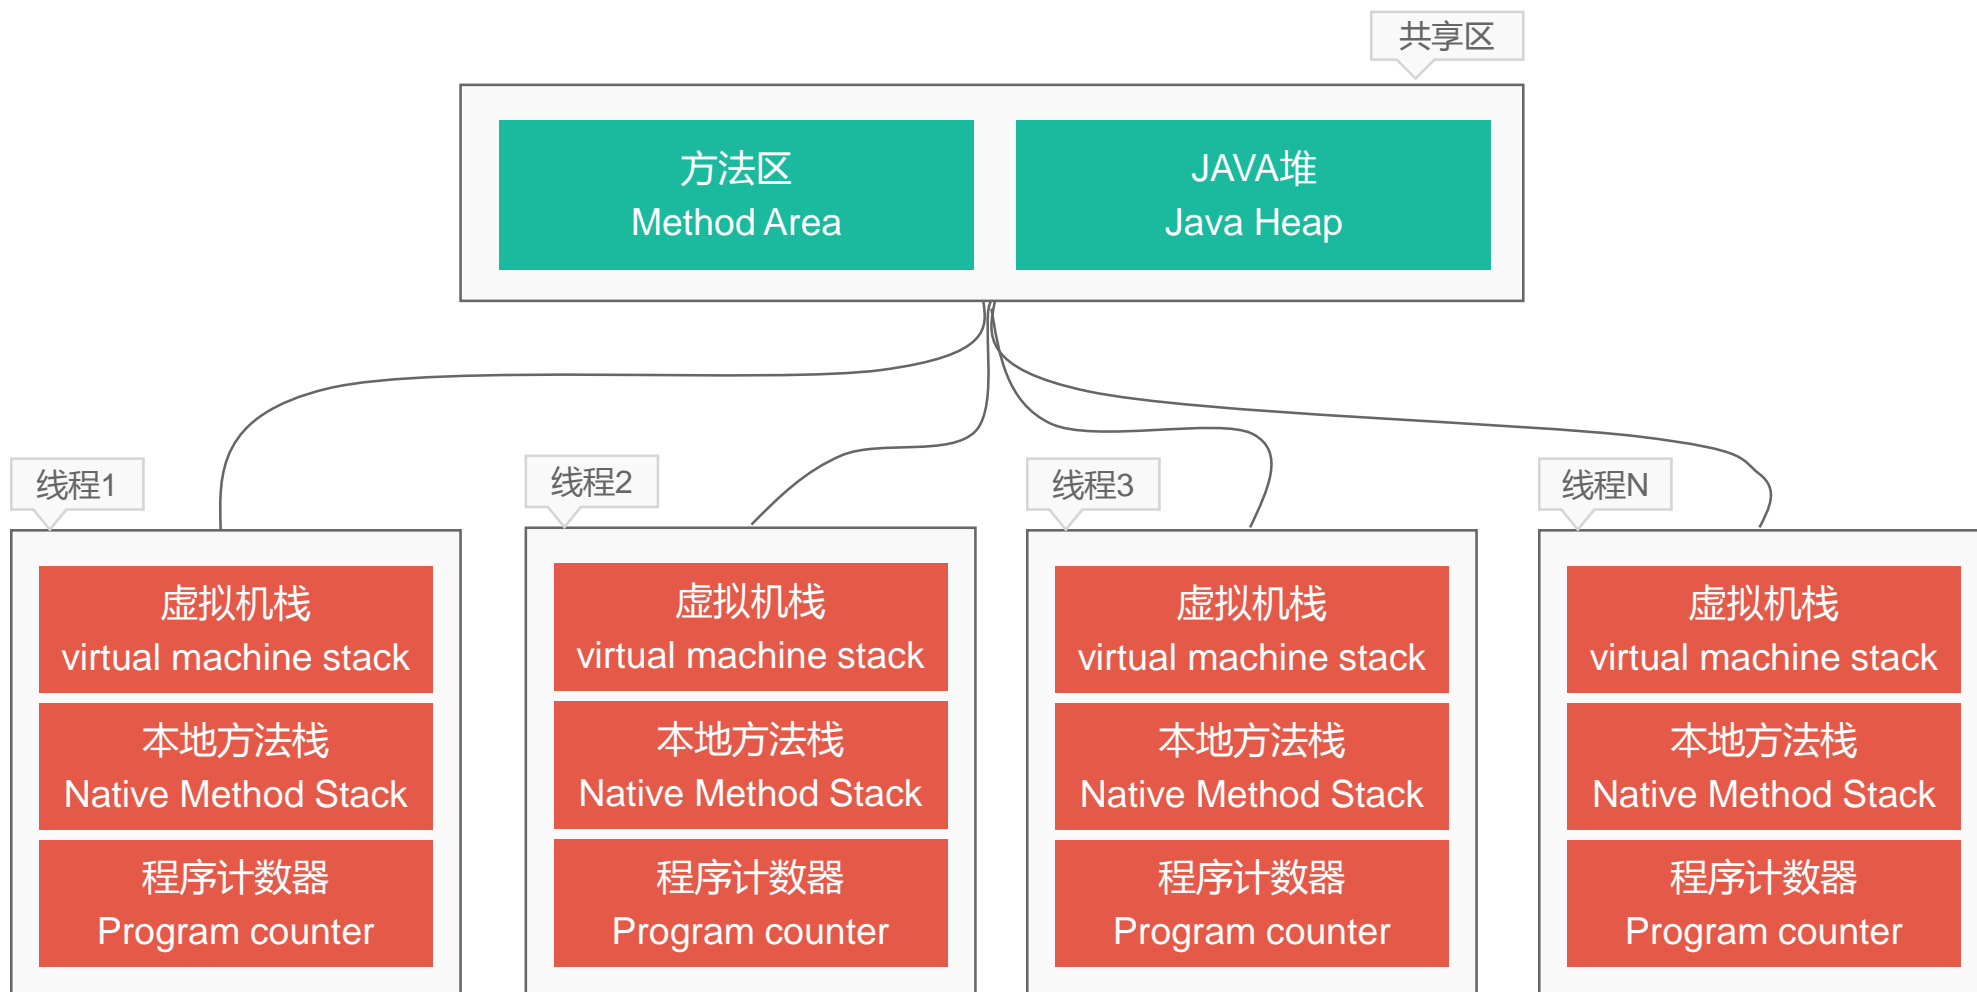 共享区
方法区
Method Area
JAVA堆
Java Heap
线程1
虚拟机栈
virtual machine stack
本地方法栈
Native Method Stack
程序计数器
Program counter
线程2
虚拟机栈
virtual machine stack
本地方法栈
Native Method Stack
程序计数器
Program counter
线程3
虚拟机栈
virtual machine stack
本地方法栈
Native Method Stack
程序计数器
Program counter
线程N
虚拟机栈
virtual machine stack
本地方法栈
Native Method Stack
程序计数器
Program counter